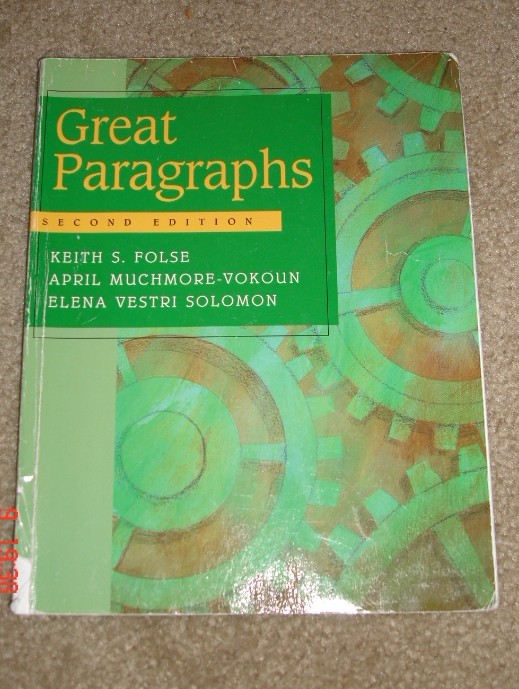 Great
Paragraphs
SECOND EDITION
KEITH S. FOLSE
APRIL MUCHMORE-VOKOUN
ELENA VESTRI SOLOMON